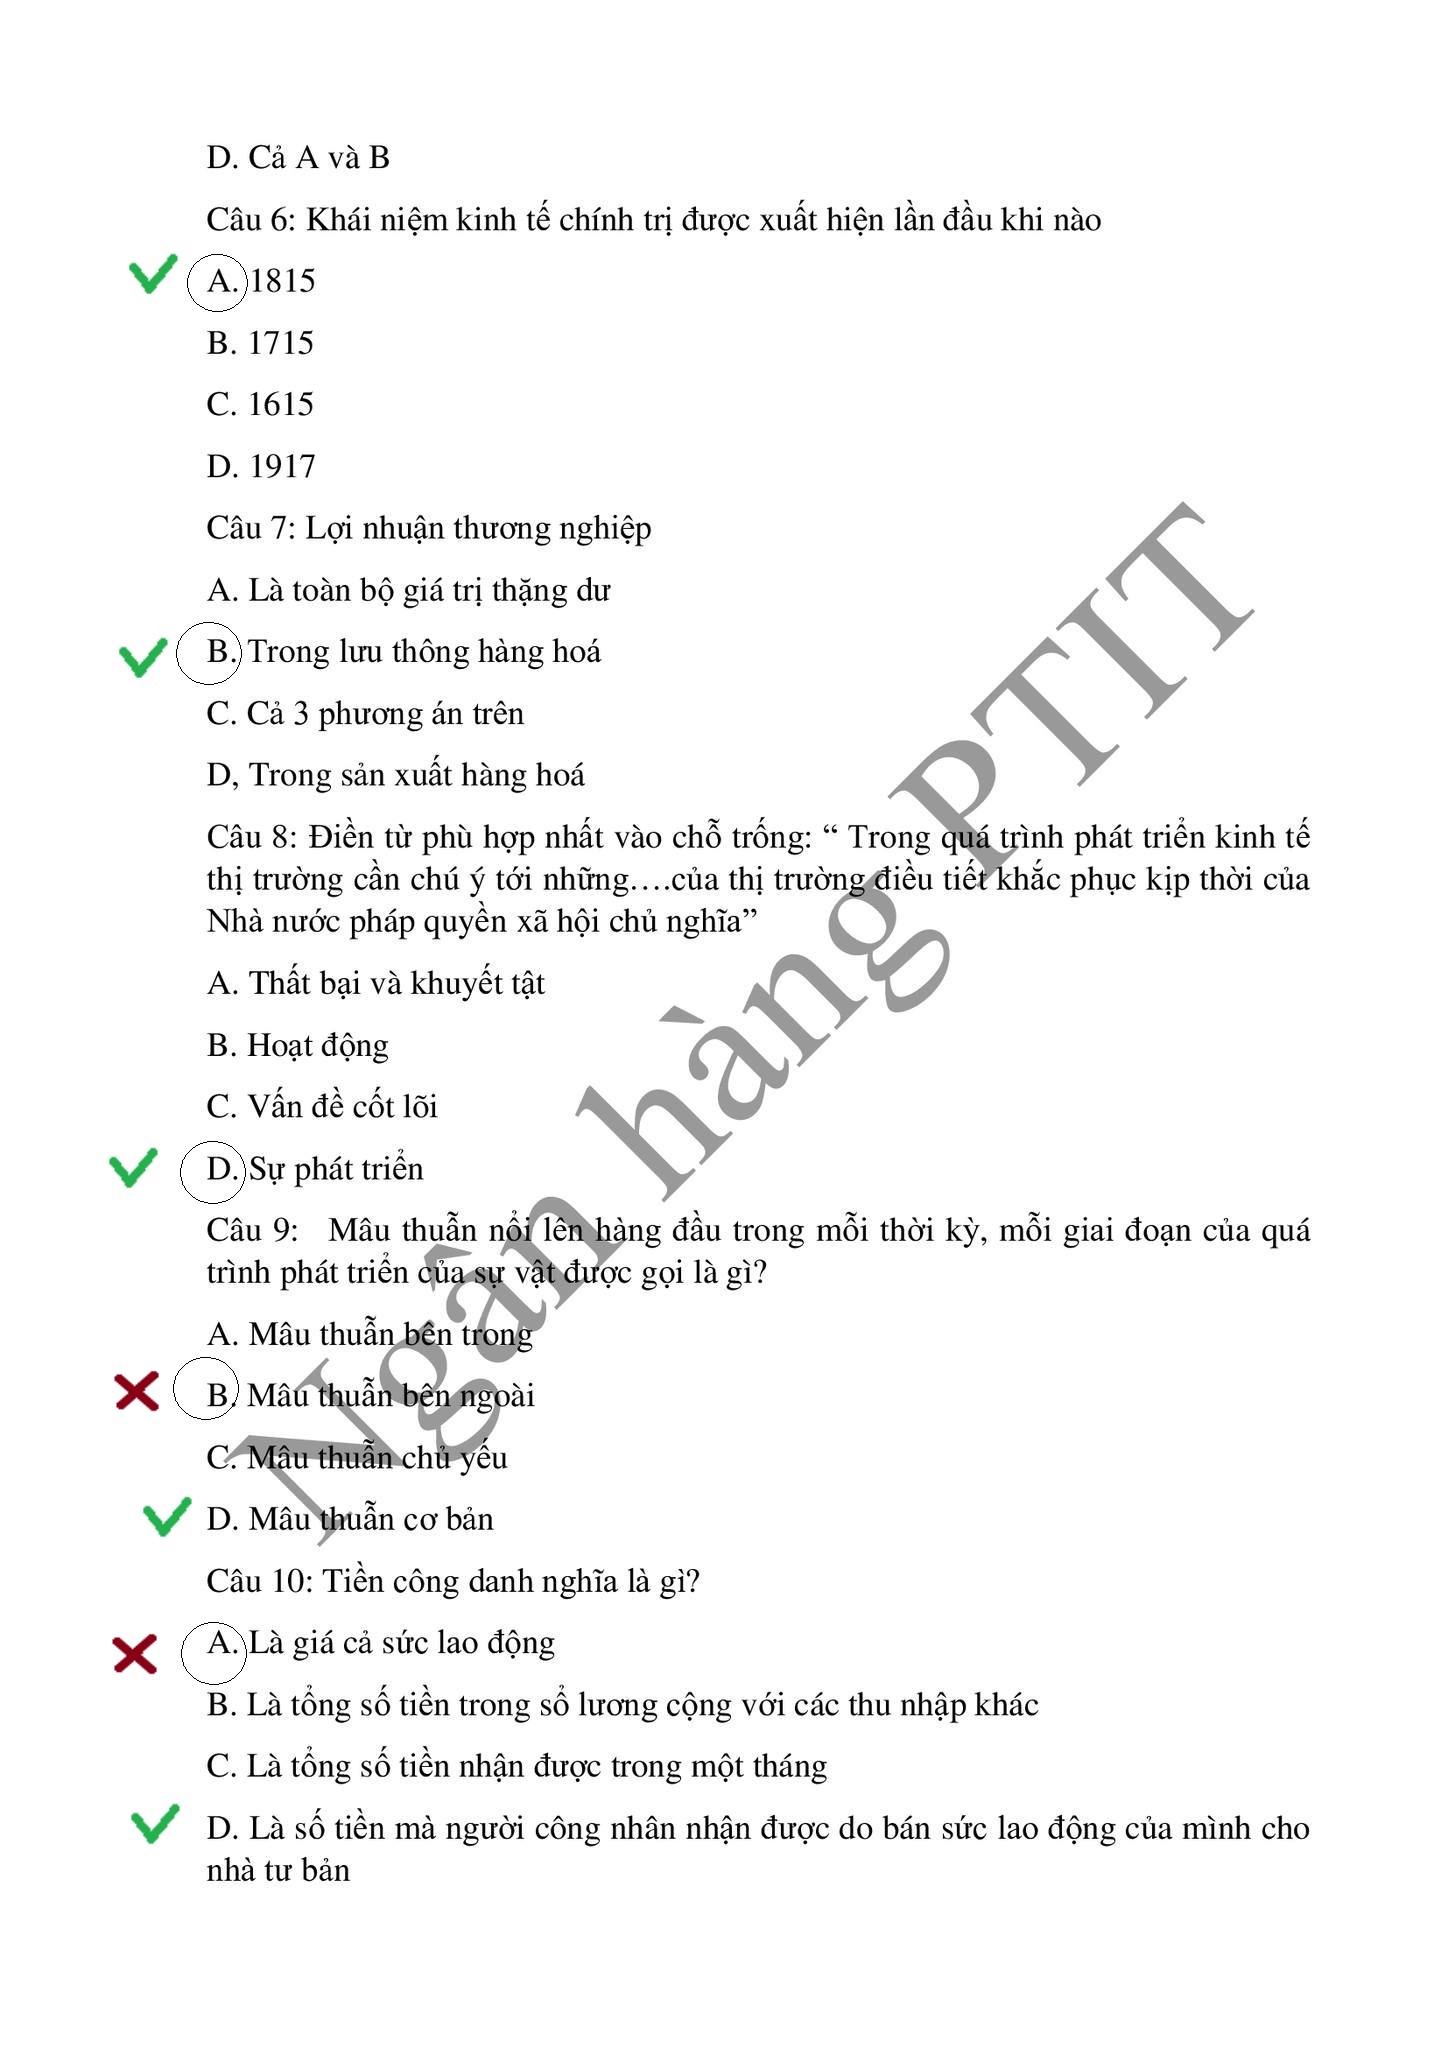 D. Cả A và B
Câu 6: Khái niệm kinh tế chính trị được xuất hiện lần đầu khi nào
A. 1815
B. 1715
C. 1615
D. 1917
Câu 7: Lợi nhuận thương nghiệp
A. Là toàn bộ giá trị thặng dư
B. Trong lưu thông hàng hoá
C. Cả 3 phương án trên
D, Trong sản xuất hàng hoá
Câu 8: Điền từ phù hợp nhất vào chỗ trống: “ Trong quá trình phát triển kinh tế
thị trường cần chú ý tới những….của thị trường điều tiết khắc phục kịp thời của
Nhà nước pháp quyền xã hội chủ nghĩa”
A. Thất bại và khuyết tật
B. Hoạt động
C. Vấn đề cốt lõi
D. Sự phát triển
Câu 9: Mâu thuẫn nổi lên hàng đầu trong mỗi thời kỳ, mỗi giai đoạn của quá
trình phát triển của sự vật được gọi là gì?
A. Mâu thuẫn bên trong
B. Mâu thuẫn bên ngoài
C. Mâu thuẫn chủ yếu
D. Mâu thuẫn cơ bản
Câu 10: Tiền công danh nghĩa là gì?
A. Là giá cả sức lao động
B. Là tổng số tiền trong sổ lương cộng với các thu nhập khác
C. Là tổng số tiền nhận được trong một tháng
D. Là số tiền mà người công nhân nhận được do bán sức lao động của mình cho
nhà tư bản
Ngân hàng PTIT